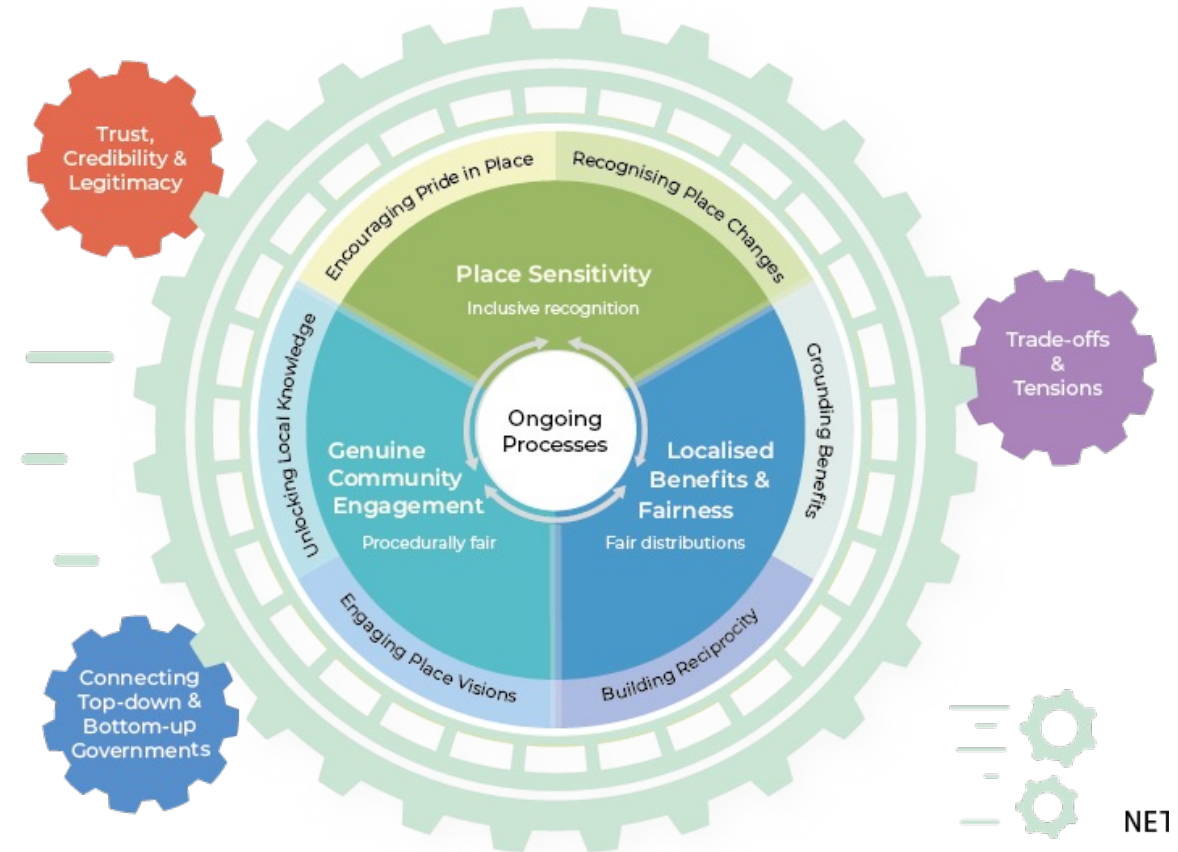 Trust,
Credibility &
Legitimacy
Encouraging Pride in Place
Recognising Place Changes
Place Sensitivity
Inclusive recognition
Trade-offs
&
Tensions
Unlocking Local Knowledge
Grounding Benefits
Ongoing
Processes
Genuine
Community
Engagement
Procedurally fair
Localised
Benefits &
Fairness
Fair distributions
Engaging Place Visions
Building Reciprocity
Connecting
Top-down &
Bottom-up
Governments